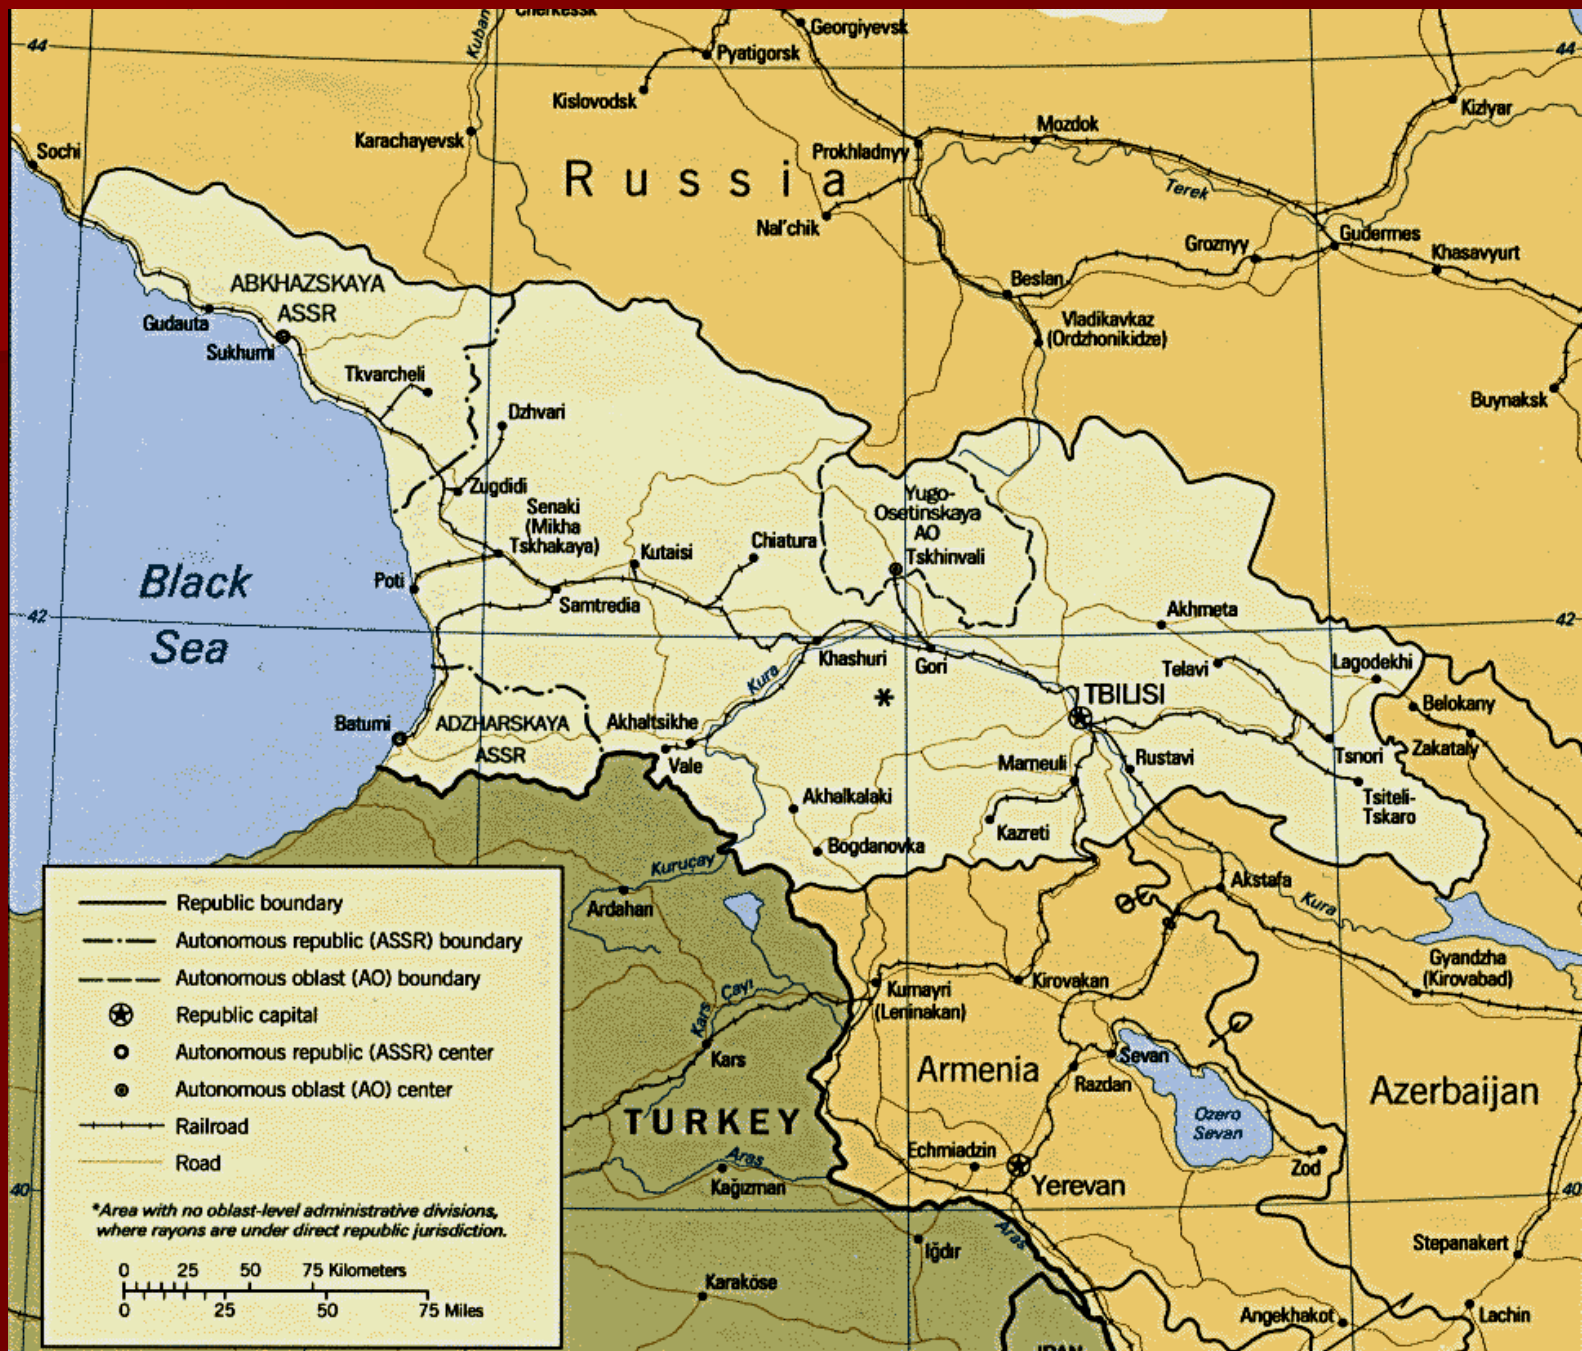 Cherkessk
Kuban
Georgiyevsk
44
44
Pyatigorsk
Kislovodsk
Kizlyar
Karachayevsk
Mozdok
Sochi
Prokhladnyy
Russia
Terek
Nal'chik
Gudermes
Groznyy
Khasavyurt
Beslan
ABKHAZSKAYA
ASSR
Gudauta
Vladikavkaz
(Ordzhonikidze)
Sukhumi
Tkvarcheli
Buynaksk
Dzhvari
Zugdidi
Yugo-
Osetinskaya
AO
Senaki
(Mikha
Tskhakaya)
Chiatura
Kutaisi
Tskhinvali
Black
Sea
Poti
Samtredia
42
42
Akhmeta
Khashuri
Gori
Telavi
Lagodekhi
Kura
*
TBILISI
Belokany
Batumi
ADZHARSKAYA
ASSR
Akhaltsikhe
Zakataly
Vale
Marneuli
Rustavi
Tsnori
Akhalkalaki
Tsiteli-
Tskaro
Kazreti
Bogdanovka
Kuruçay
Akstafa
Kura
Ardahan
Republic boundary
Autonomous republic (ASSR) boundary
Autonomous oblast (AO) boundary
Republic capital
Autonomous republic (ASSR) center
Autonomous oblast (AO) center
Railroad
Road
*Area with no oblast-level administrative divisions,
where rayons are under direct republic jurisdiction.
0 25 50 75 Kilometers
0 25 50 75 Miles
Gyandzha
(Kirovabad)
Kirovakan
Kumayri
(Leninakan)
Kars Çayı
Kars
Sevan
Armenia
Razdan
Azerbaijan
TURKEY
Ozero
Sevan
Echmiadzin
Aras
Zod
Kağızman
Yerevan
40
40
Aras
Iğdır
Stepanakert
Karaköse
Angekhakot
Lachin
IRAN